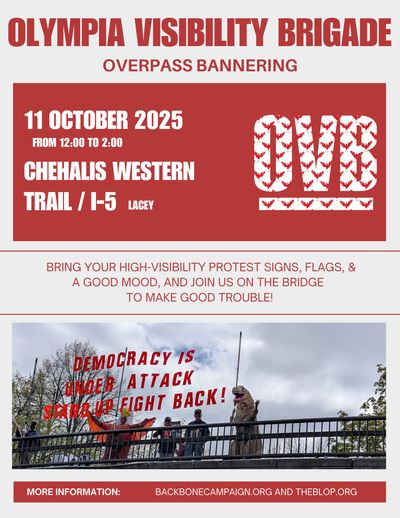 OLYMPIA VISIBILITY BRIGADE
OVERPASS BANNERING
11 OCTOBER 2025
FROM 12:00 TO 2:00
CHEHALIS WESTERN
TRAIL / I-5 LACEY
OVB
BRING YOUR HIGH-VISIBILITY PROTEST SIGNS, FLAGS, &
A GOOD MOOD, AND JOIN US ON THE BRIDGE
TO MAKE GOOD TROUBLE!
DEMOCRACY IS
UNDER ATTACK
STAND UP FIGHT BACK!
MORE INFORMATION: BACKBONECAMPAIGN.ORG AND THEBLOP.ORG